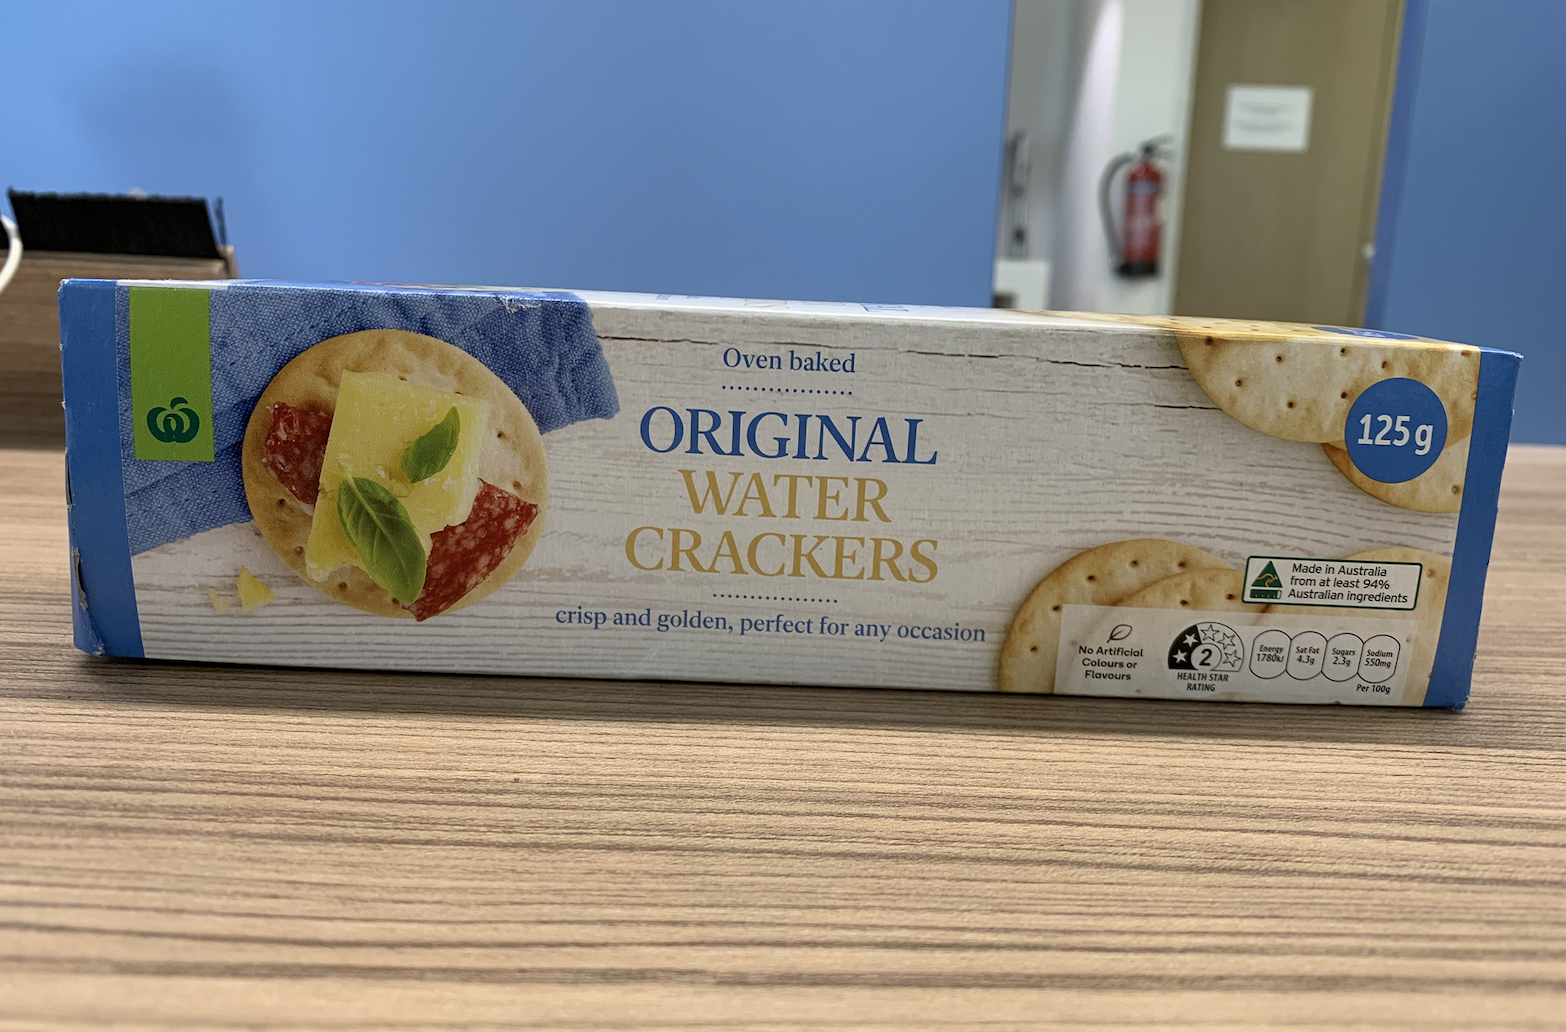 Oven baked
ORIGINAL
WATER
CRACKERS
crisp and golden, perfect for any occasion
125g
Made in Australia
from at least 94%
Australian ingredients
No Artificial
Colours or
Flavours
2
HEALTH STAR
RATING
Energy
1780kJ
Sat Fat
4.3g
Sugars
2.3g
Sodium
550mg
Per 100g